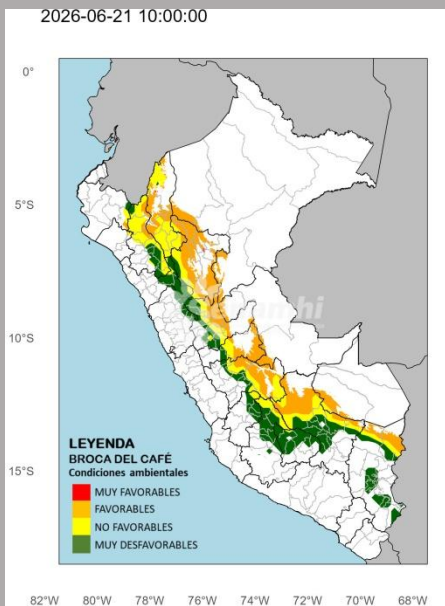 2026-06-21 10:00:00
0°
5°S
10°S
15°S
senamhi
LEYENDA
BROCA DEL CAFÉ
Condiciones ambientales
MUY FAVORABLES
FAVORABLES
NO FAVORABLES
MUY DESFAVORABLES
82°W 80°W 78°W 76°W 74°W 72°W 70°W 68°W